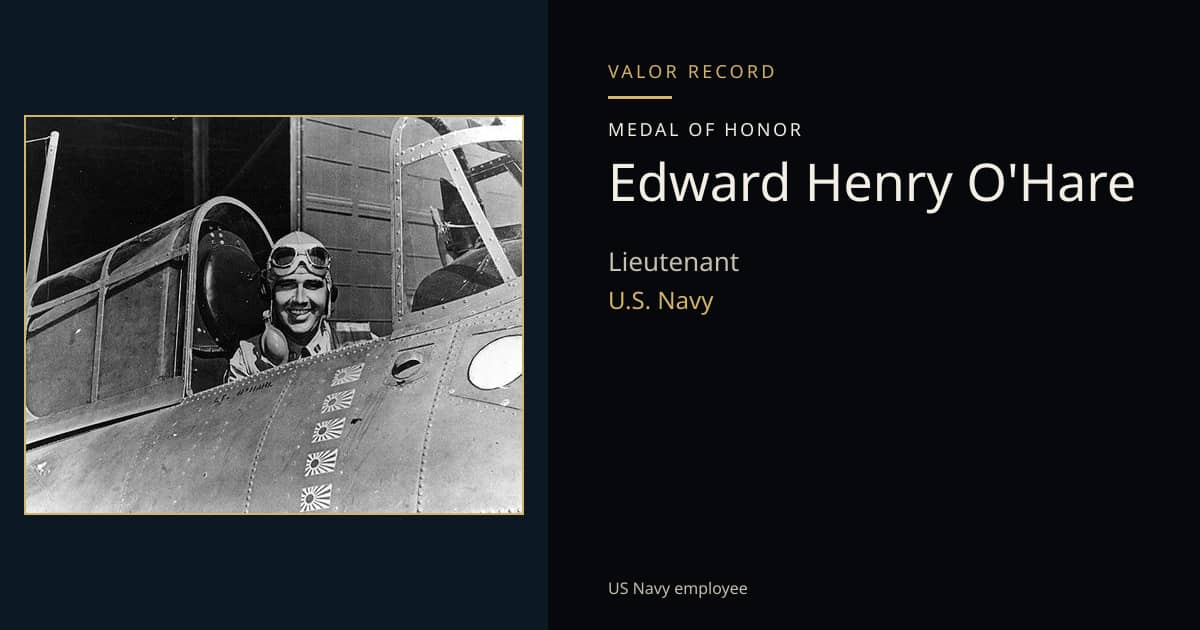 VALOR RECORD
MEDAL OF HONOR
Edward Henry O'Hare
Lieutenant
U.S. Navy
US Navy employee